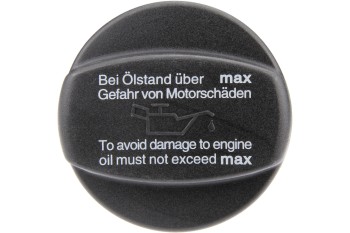 Bei Ölstand über max
Gefahr von Motorschäden
To avoid damage to engine
oil must not exceed max